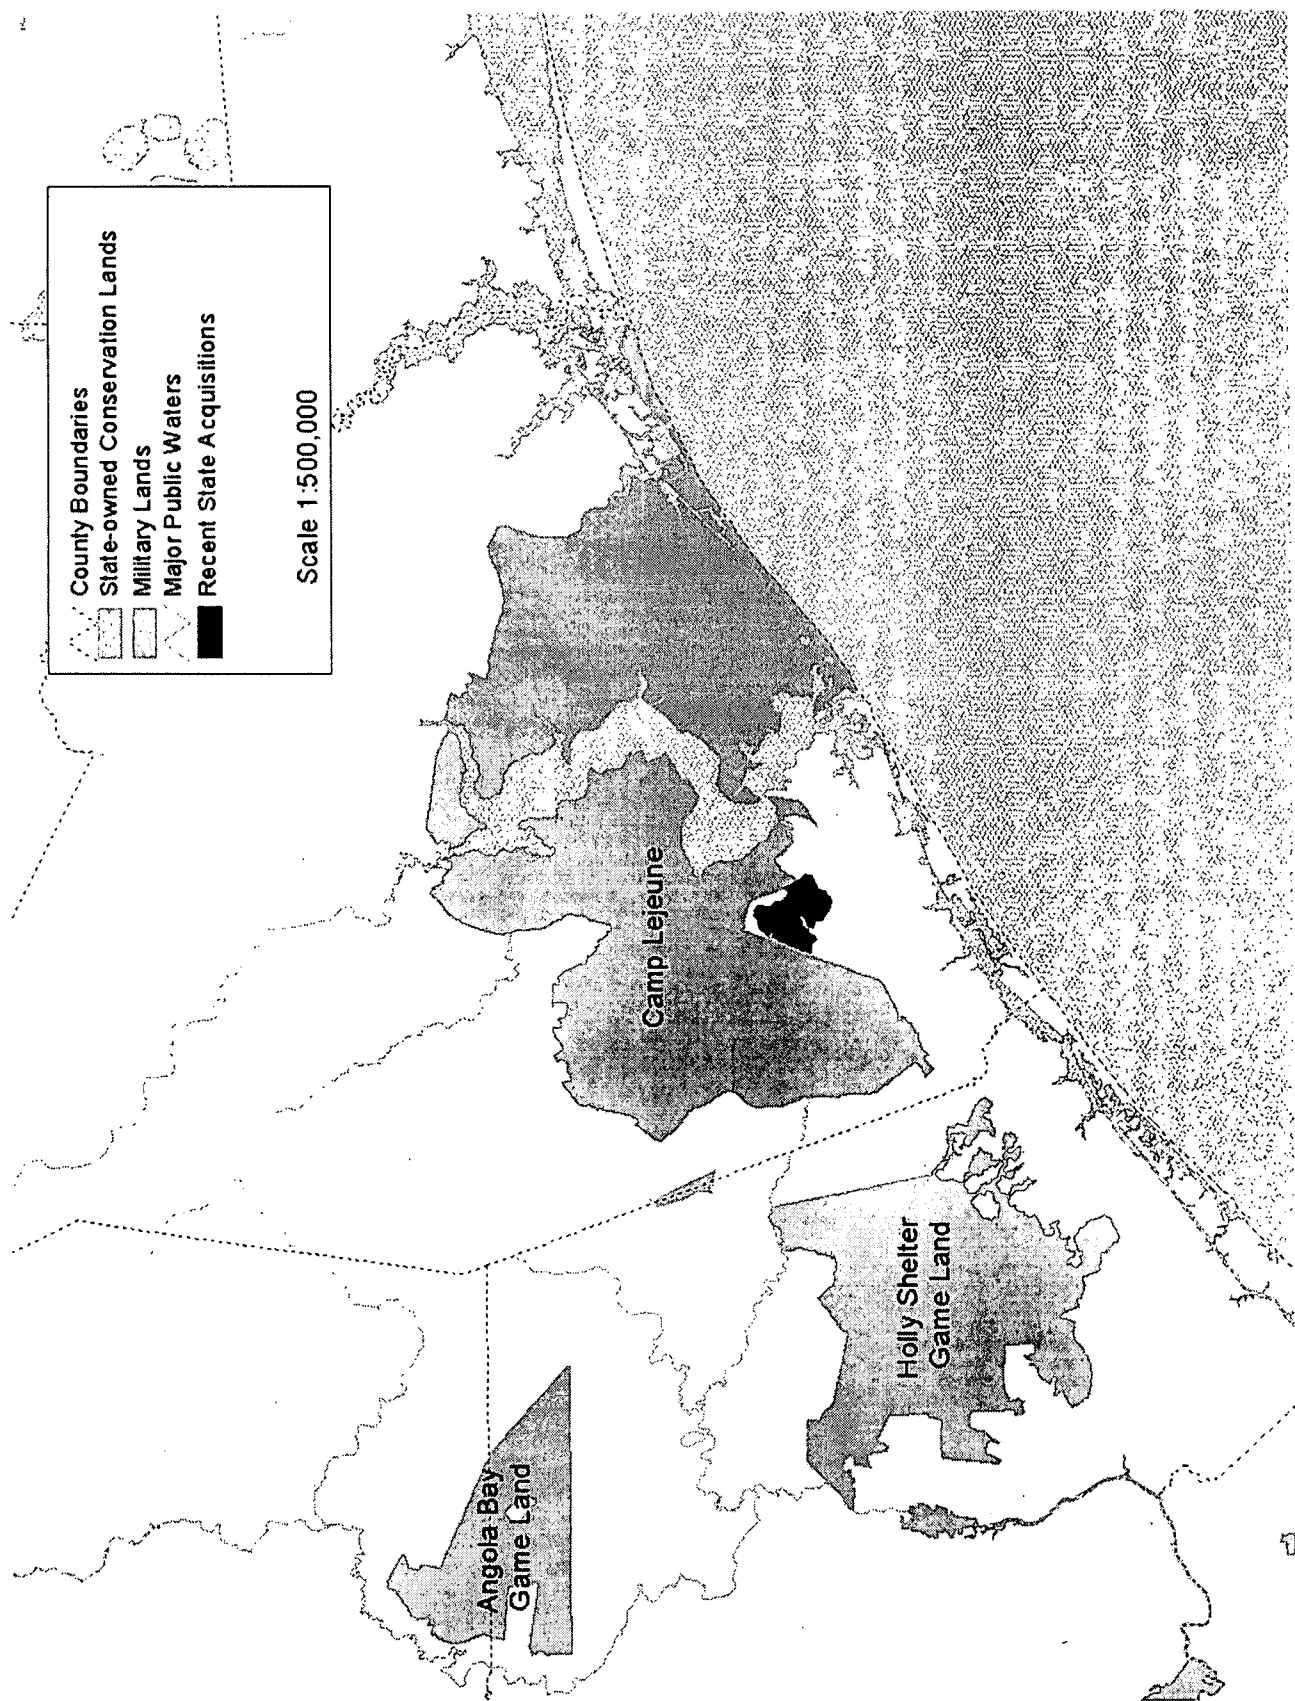 County Boundaries
State-owned Conservation Lands
Military Lands
Major Public Waters
Recent State Acquisitions
Scale 1:500,000
Camp Lejeune
Angola Bay
Game Land
Holly Shelter
Game Land